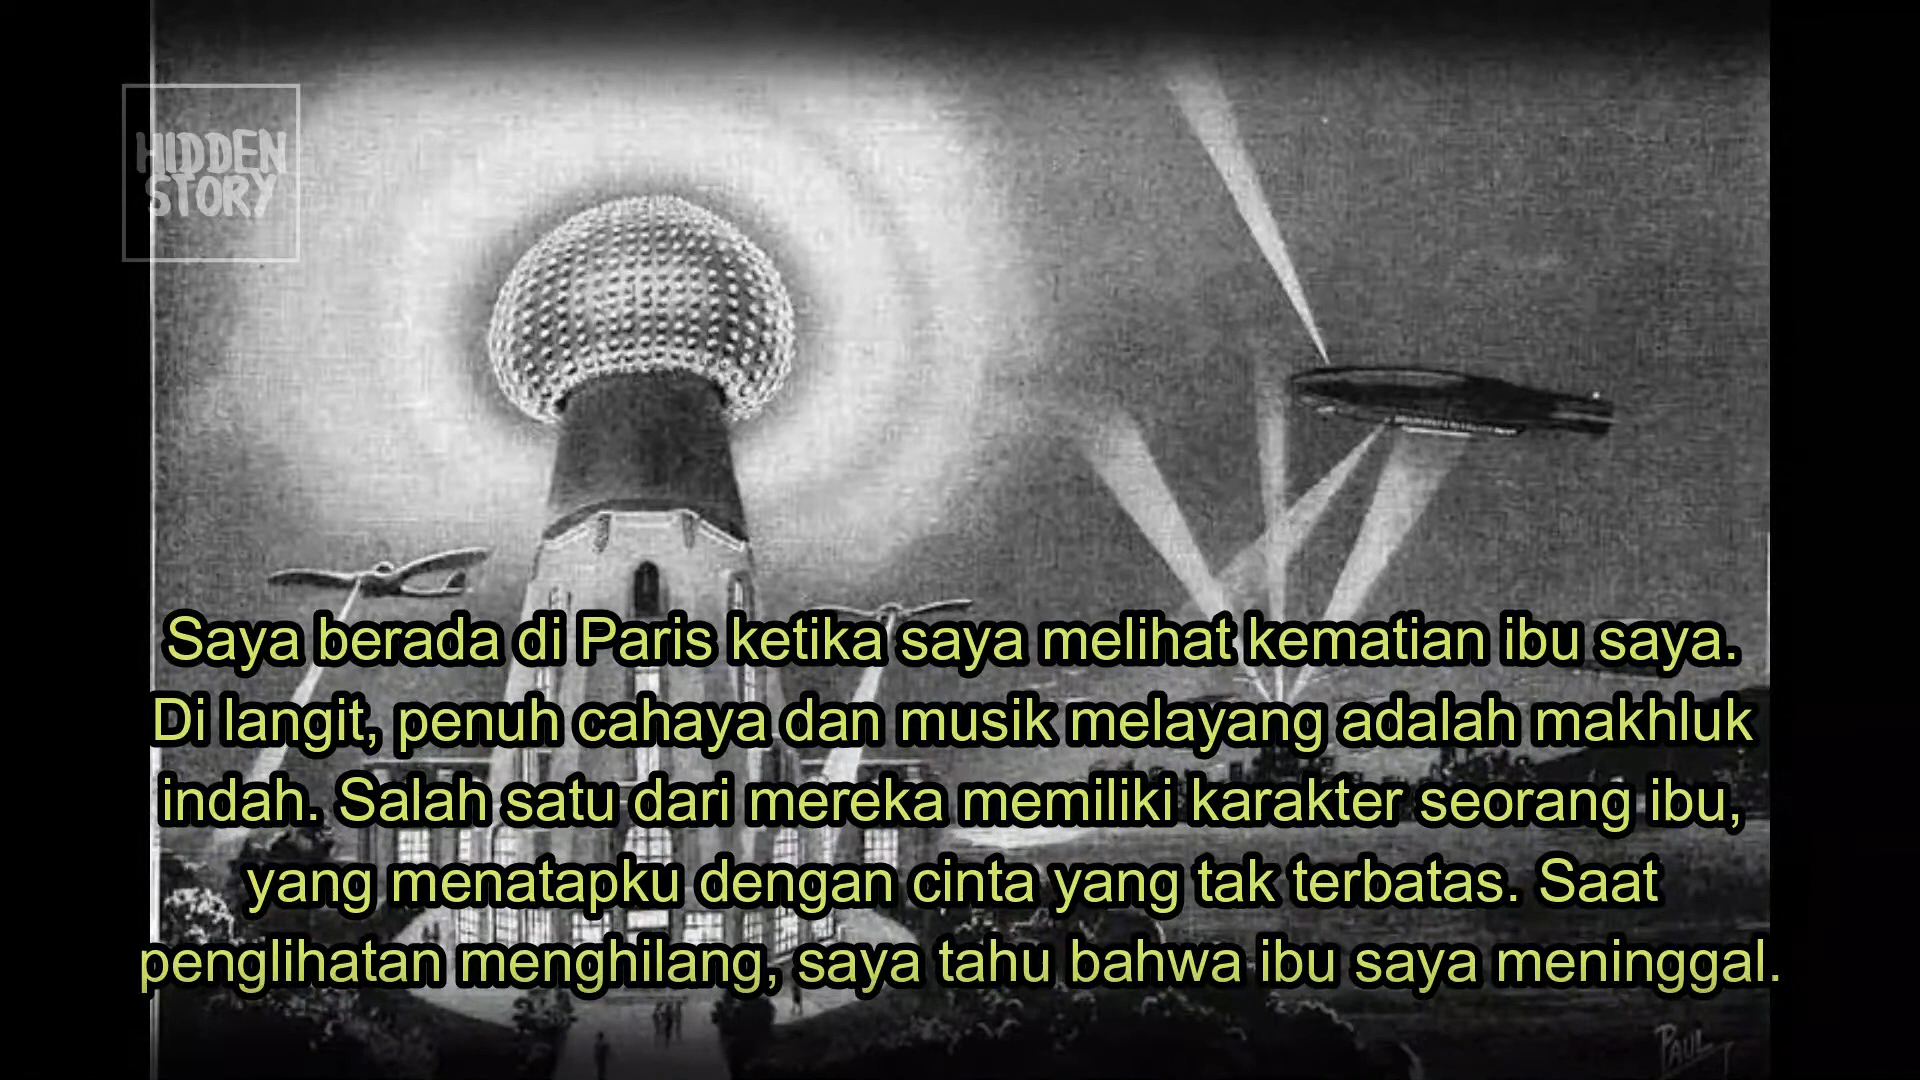 HIDDEN
STORY
Saya berada di Paris ketika saya melihat kematian ibu saya.
Di langit, penuh cahaya dan musik melayang adalah makhluk
indah. Salah satu dari mereka memiliki karakter seorang ibu,
yang menatapku dengan cinta yang tak terbatas. Saat
penglihatan menghilang, saya tahu bahwa ibu saya meninggal.
PAUL